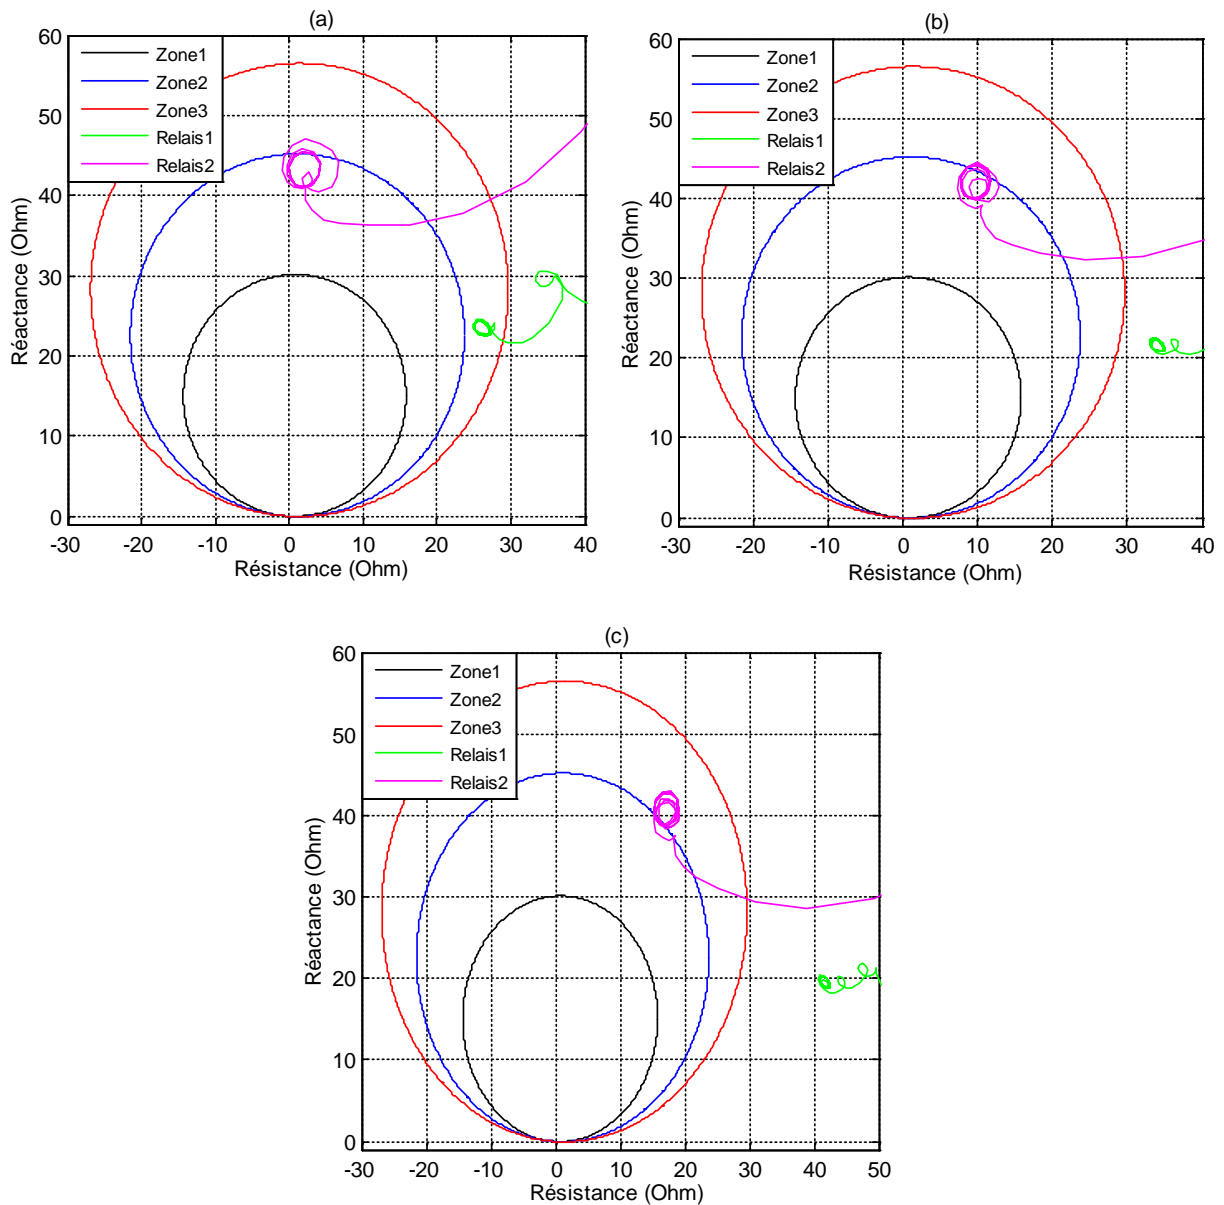 (a)
60
50
40
30
20
10
0
-30 -20 -10 0 10 20 30 40
Réactance (Ohm)
Résistance (Ohm)
Zone1
Zone2
Zone3
Relais1
Relais2
(b)
60
50
40
30
20
10
0
-30 -20 -10 0 10 20 30 40
Réactance (Ohm)
Résistance (Ohm)
Zone1
Zone2
Zone3
Relais1
Relais2
(c)
60
50
40
30
20
10
0
-30 -20 -10 0 10 20 30 40 50
Réactance (Ohm)
Résistance (Ohm)
Zone1
Zone2
Zone3
Relais1
Relais2